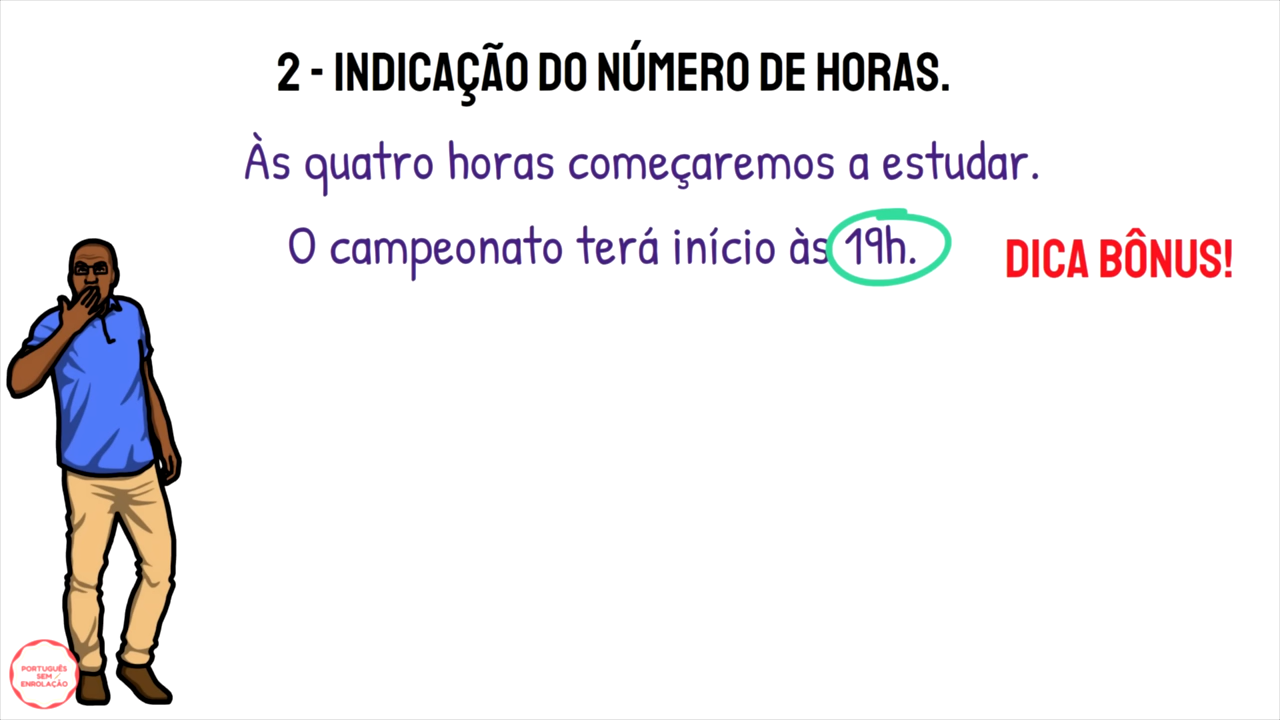 2 - INDICAÇÃO DO NÚMERO DE HORAS.
Às quatro horas começaremos a estudar.
O campeonato terá início às 19h.
DICA BÔNUS!
PORTUGUÊS
SEM
ENROLAÇÃO